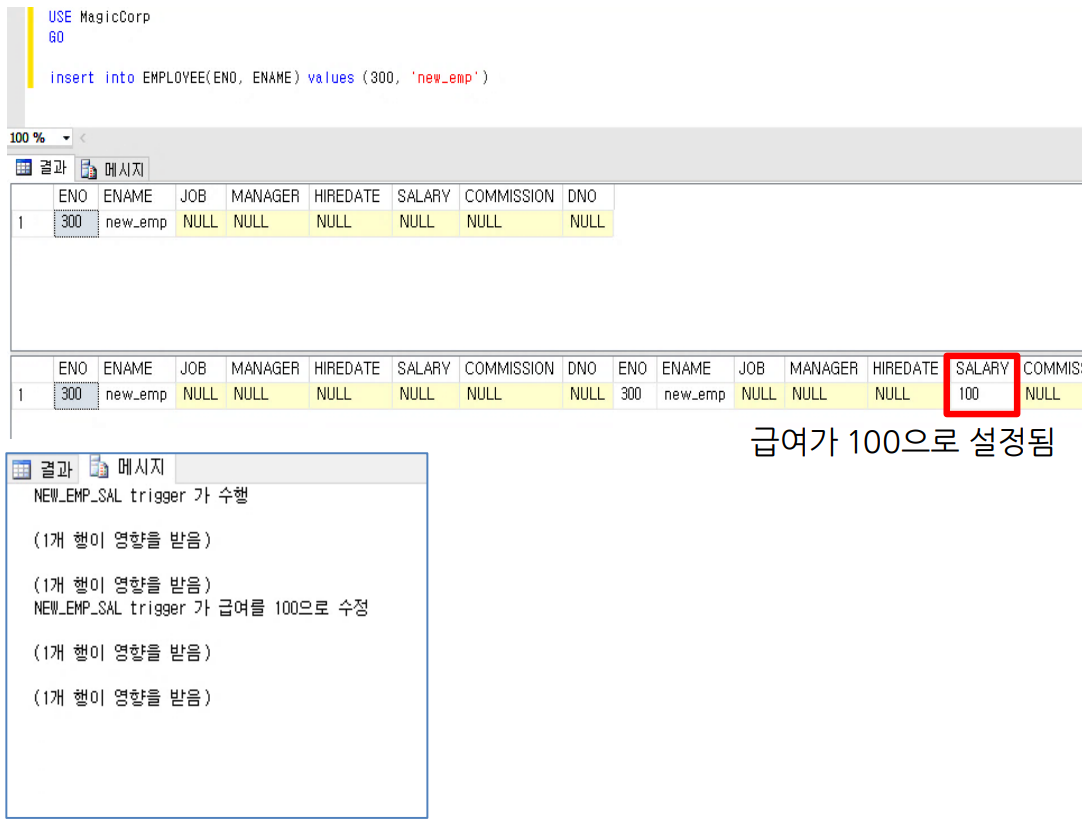 USE MagicCorp
GO
insert into EMPLOYEE(ENO, ENAME) values (300, 'new_emp')
100 %
결과 메시지
ENO ENAME JOB MANAGER HIREDATE SALARY COMMISSION DNO
1 300 new_emp NULL NULL NULL NULL NULL NULL
ENO ENAME JOB MANAGER HIREDATE SALARY COMMISSION DNO ENO ENAME JOB MANAGER HIREDATE SALARY COMMIS
1 300 new_emp NULL NULL NULL NULL NULL NULL 300 new_emp NULL NULL NULL 100 NULL
급여가 100으로 설정됨
결과 메시지
NEW_EMP_SAL trigger 가 수행
(1개 행이 영향을 받음)
(1개 행이 영향을 받음)
NEW_EMP_SAL trigger 가 급여를 100으로 수정
(1개 행이 영향을 받음)
(1개 행이 영향을 받음)